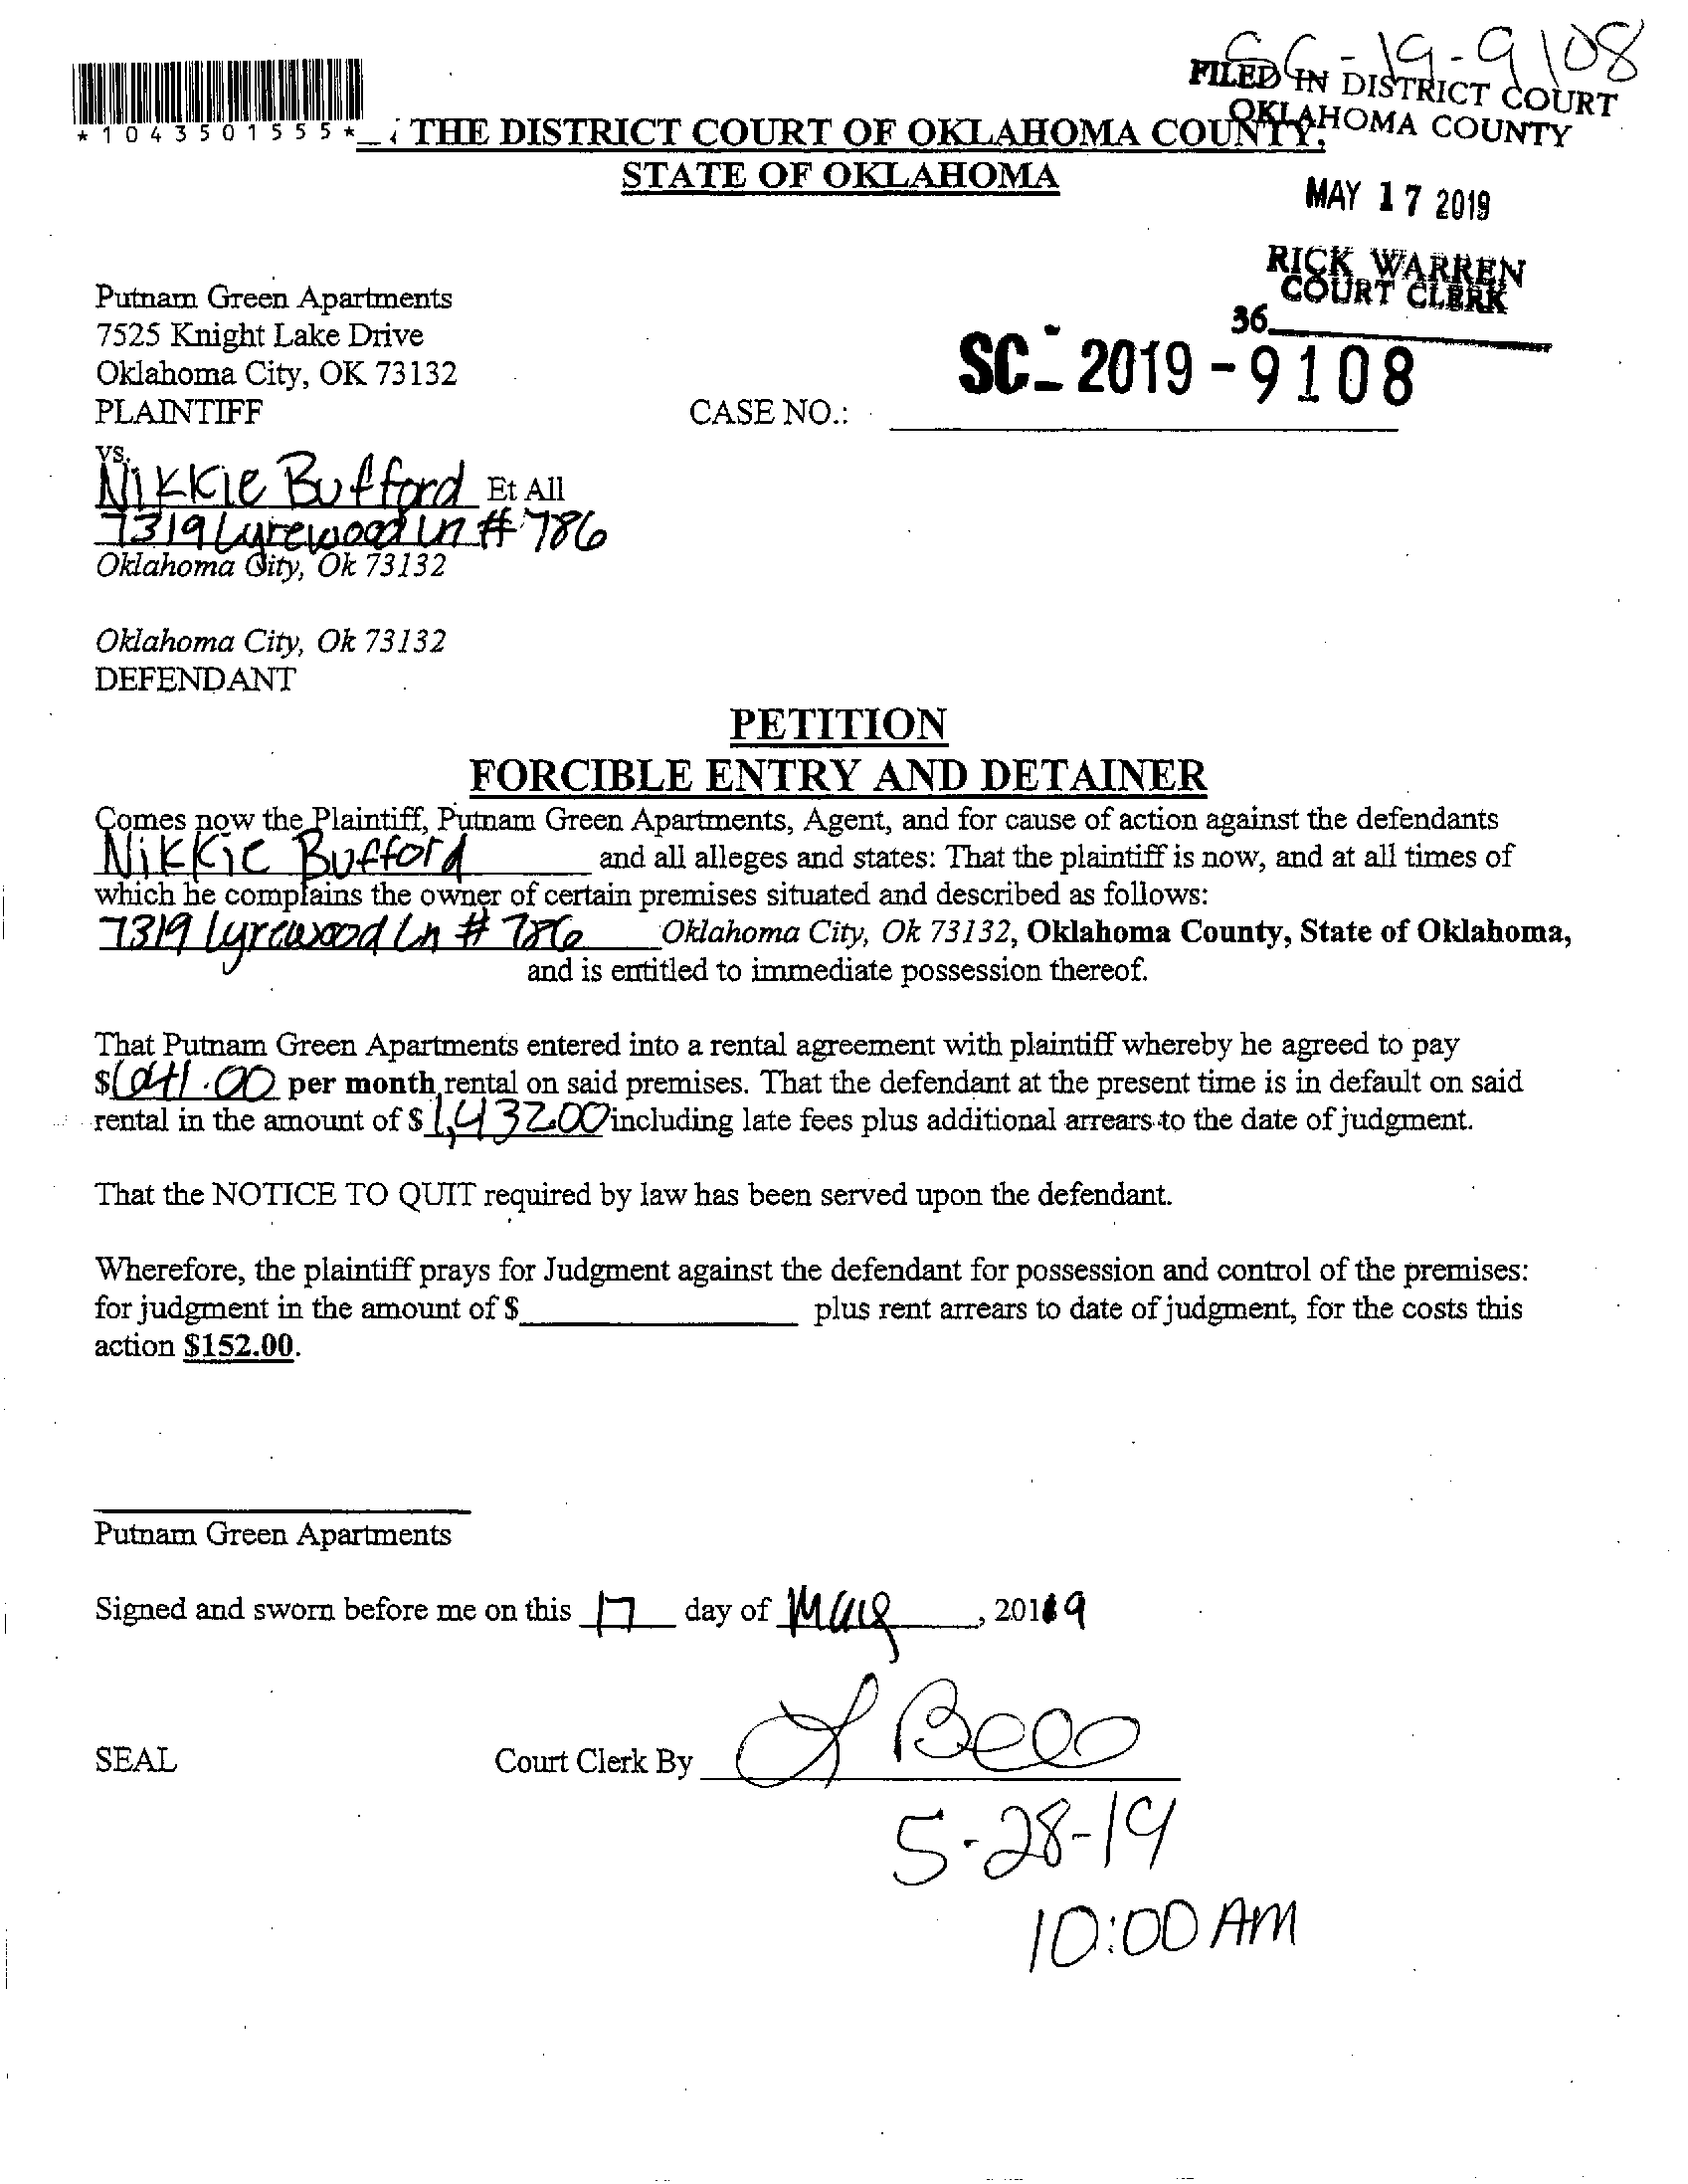 SC-19-9108
FILED IN DISTRICT COURT
OKLAHOMA COUNTY
*1043501555*
THE DISTRICT COURT OF OKLAHOMA COUNTY,
STATE OF OKLAHOMA
MAY 17 2019
RICK WARREN
COURT CLERK
36
Putnam Green Apartments
7525 Knight Lake Drive
Oklahoma City, OK 73132
SC-2019-9108
PLAINTIFF CASE NO.:
vs.
Nikkie Bufford Et All
7319 Lyrewood Ln #786
Oklahoma City, Ok 73132
Oklahoma City, Ok 73132
DEFENDANT
PETITION
FORCIBLE ENTRY AND DETAINER
Comes now the Plaintiff, Putnam Green Apartments, Agent, and for cause of action against the defendants
Nikkie Bufford and all alleges and states: That the plaintiff is now, and at all times of
which he complains the owner of certain premises situated and described as follows:
7319 Lyrewood Ln #786 Oklahoma City, Ok 73132, Oklahoma County, State of Oklahoma,
and is entitled to immediate possession thereof.
That Putnam Green Apartments entered into a rental agreement with plaintiff whereby he agreed to pay
$641.00 per month rental on said premises. That the defendant at the present time is in default on said
rental in the amount of $1,432.00 including late fees plus additional arrears to the date of judgment.
That the NOTICE TO QUIT required by law has been served upon the defendant.
Wherefore, the plaintiff prays for Judgment against the defendant for possession and control of the premises:
for judgment in the amount of $ plus rent arrears to date of judgment, for the costs this
action $152.00.
Putnam Green Apartments
Signed and sworn before me on this 17 day of May, 2019
SEAL Court Clerk By
5-28-19
10:00 AM